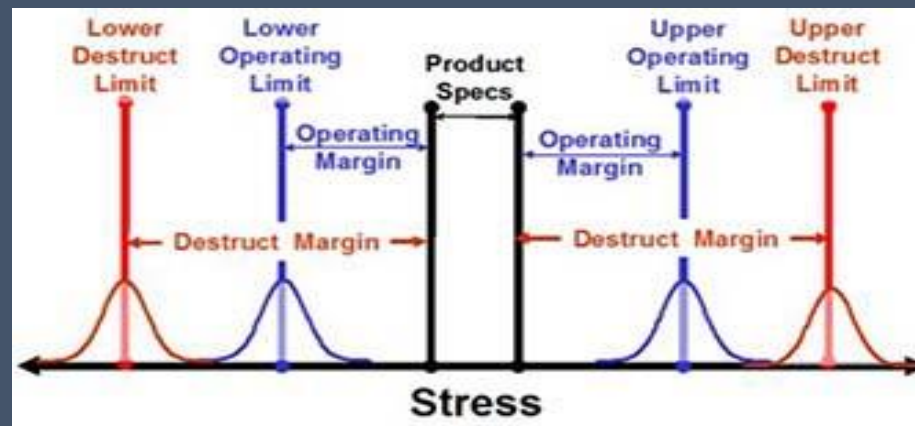 Lower
Destruct
Limit
Lower
Operating
Limit
Product
Specs
Upper
Operating
Limit
Upper
Destruct
Limit
Operating
Margin
Operating
Margin
Destruct Margin
Destruct Margin
Stress